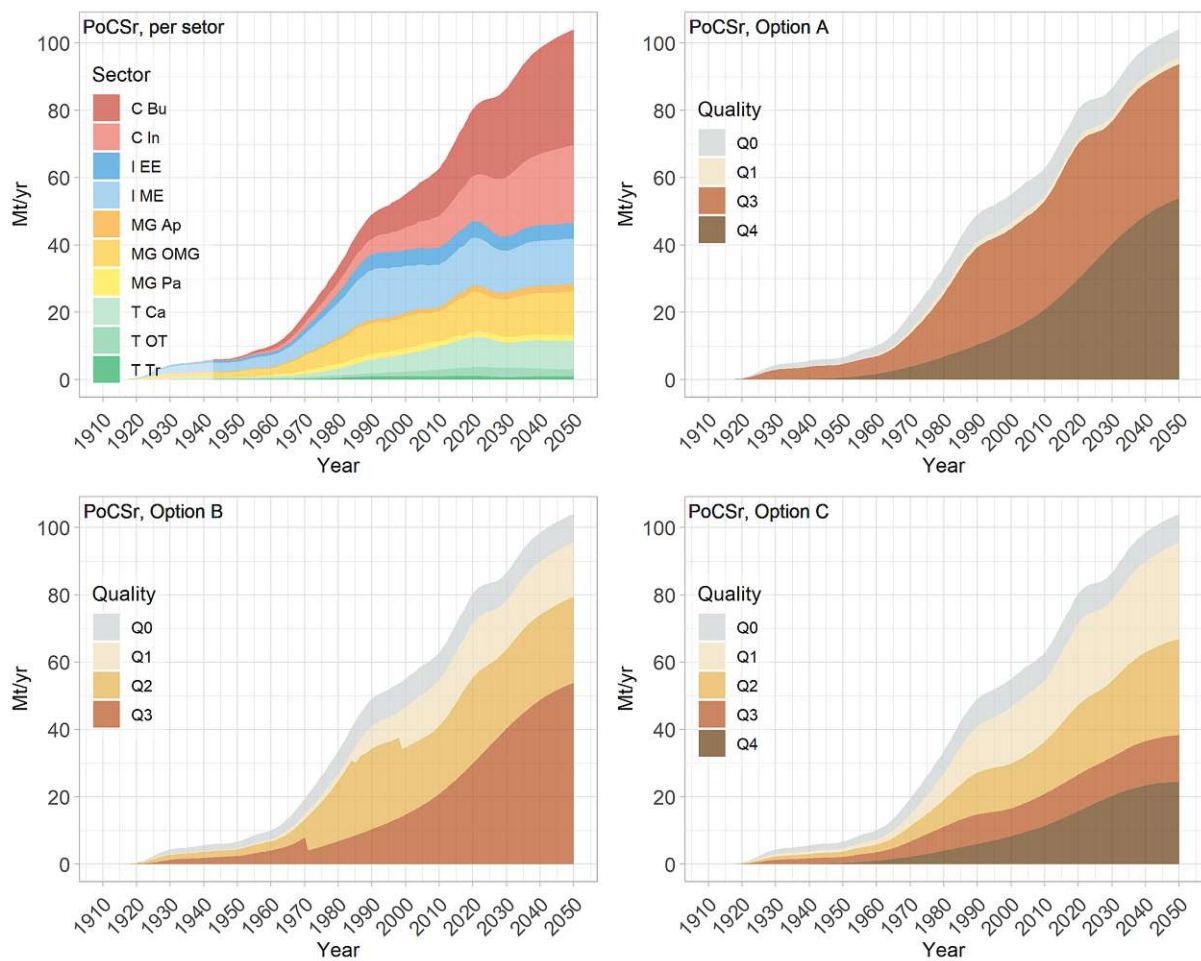 PoCSr, per setor
Sector
C Bu
C In
I EE
I ME
MG Ap
MG OMG
MG Pa
T Ca
T OT
T Tr
Mt/yr
100
80
60
40
20
0
1910 1920 1930 1940 1950 1960 1970 1980 1990 2000 2010 2020 2030 2040 2050
Year
PoCSr, Option A
Quality
Q0
Q1
Q3
Q4
Mt/yr
100
80
60
40
20
0
1910 1920 1930 1940 1950 1960 1970 1980 1990 2000 2010 2020 2030 2040 2050
Year
PoCSr, Option B
Quality
Q0
Q1
Q2
Q3
Mt/yr
100
80
60
40
20
0
1910 1920 1930 1940 1950 1960 1970 1980 1990 2000 2010 2020 2030 2040 2050
Year
PoCSr, Option C
Quality
Q0
Q1
Q2
Q3
Q4
Mt/yr
100
80
60
40
20
0
1910 1920 1930 1940 1950 1960 1970 1980 1990 2000 2010 2020 2030 2040 2050
Year